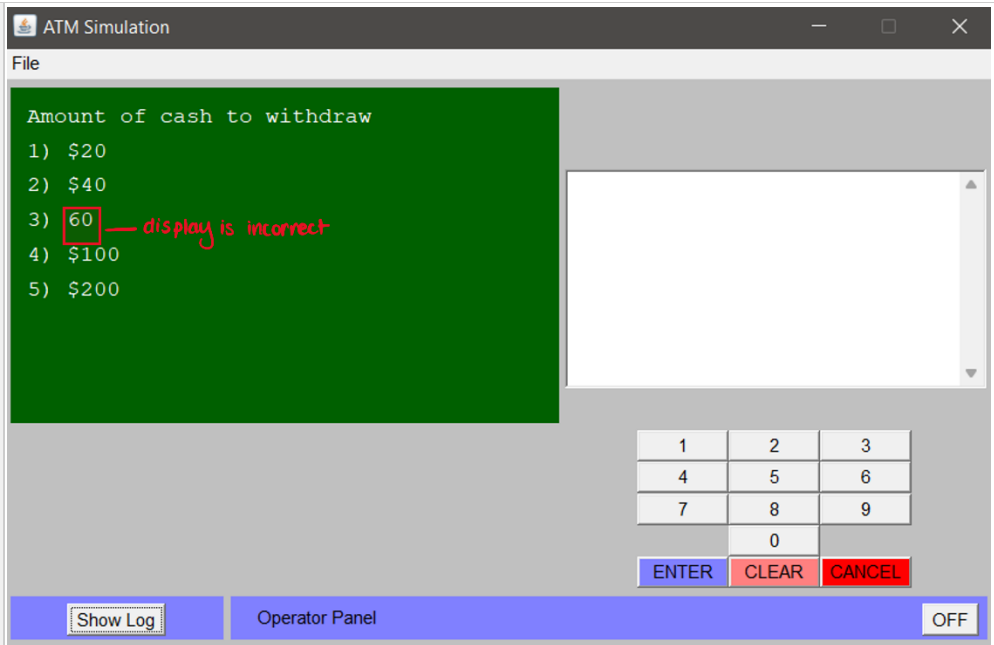 ATM Simulation
File
Amount of cash to withdraw
1) $20
2) $40
3) 60 display is incorrect
4) $100
5) $200
1 2 3
4 5 6
7 8 9
0
ENTER CLEAR CANCEL
Show Log Operator Panel OFF